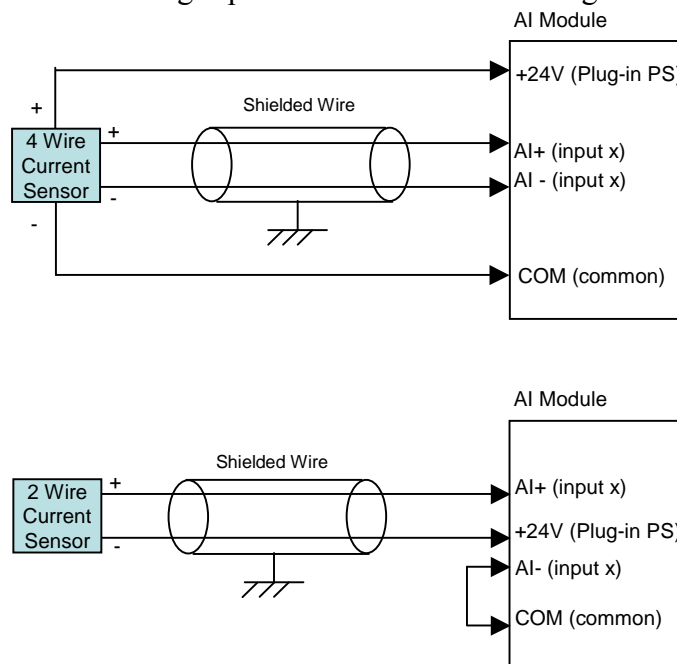 AI Module
+24V (Plug-in PS)
+
Shielded Wire
4 Wire
Current
Sensor
+
-
AI+ (input x)
AI - (input x)
-
COM (common)
AI Module
Shielded Wire
2 Wire
Current
Sensor
+
-
AI+ (input x)
+24V (Plug-in PS)
AI- (input x)
COM (common)